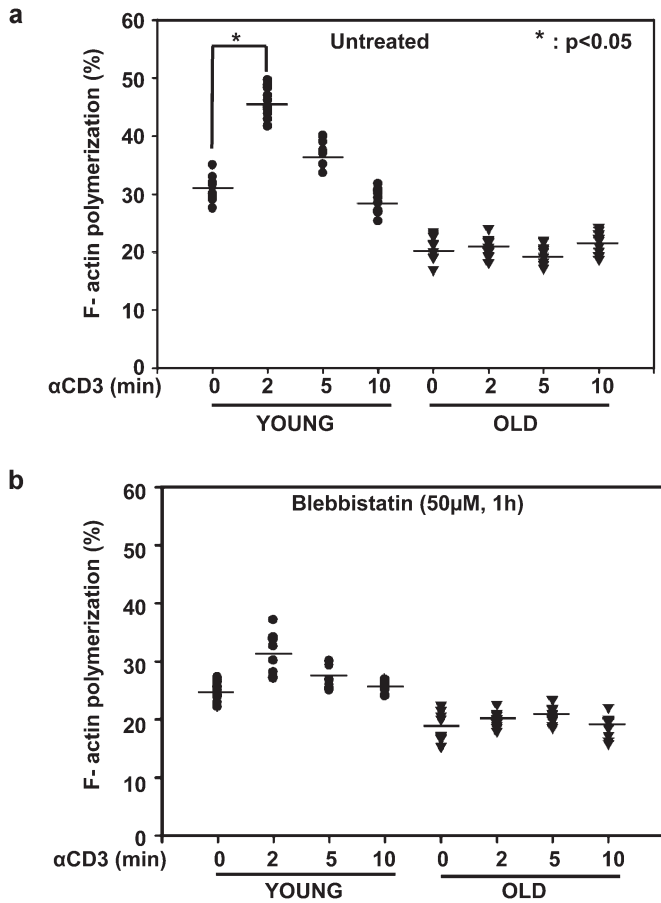 a
F- actin polymerization (%)
60
50
40
30
20
10
0
*
Untreated
* : p<0.05
αCD3 (min) 0 2 5 10 0 2 5 10
YOUNG OLD
b
F- actin polymerization (%)
60
50
40
30
20
10
0
Blebbistatin (50µM, 1h)
αCD3 (min) 0 2 5 10 0 2 5 10
YOUNG OLD